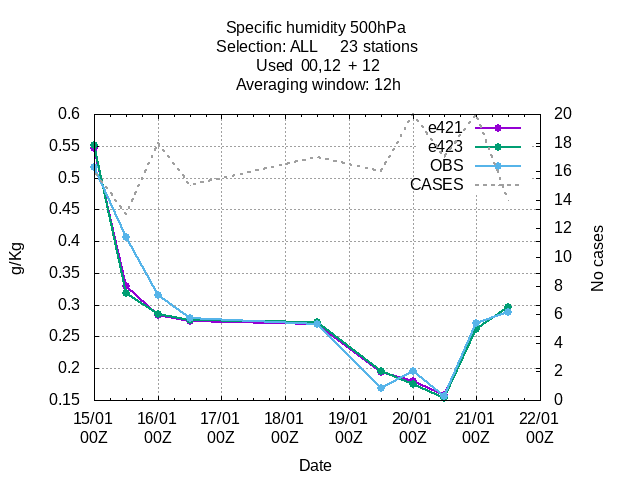 Specific humidity 500hPa
Selection: ALL     23 stations
Used  00,12  + 12
Averaging window: 12h
0.6
0.55
0.5
0.45
0.4
0.35
0.3
0.25
0.2
0.15
g/Kg
20
18
16
14
12
10
8
6
4
2
0
No cases
e421
e423
OBS
CASES
15/01 16/01 17/01 18/01 19/01 20/01 21/01 22/01
00Z 00Z 00Z 00Z 00Z 00Z 00Z 00Z
Date